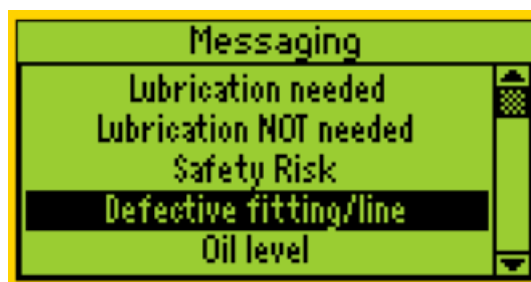 Messaging
Lubrication needed
Lubrication NOT needed
Safety Risk
Defective fitting/line
Oil level